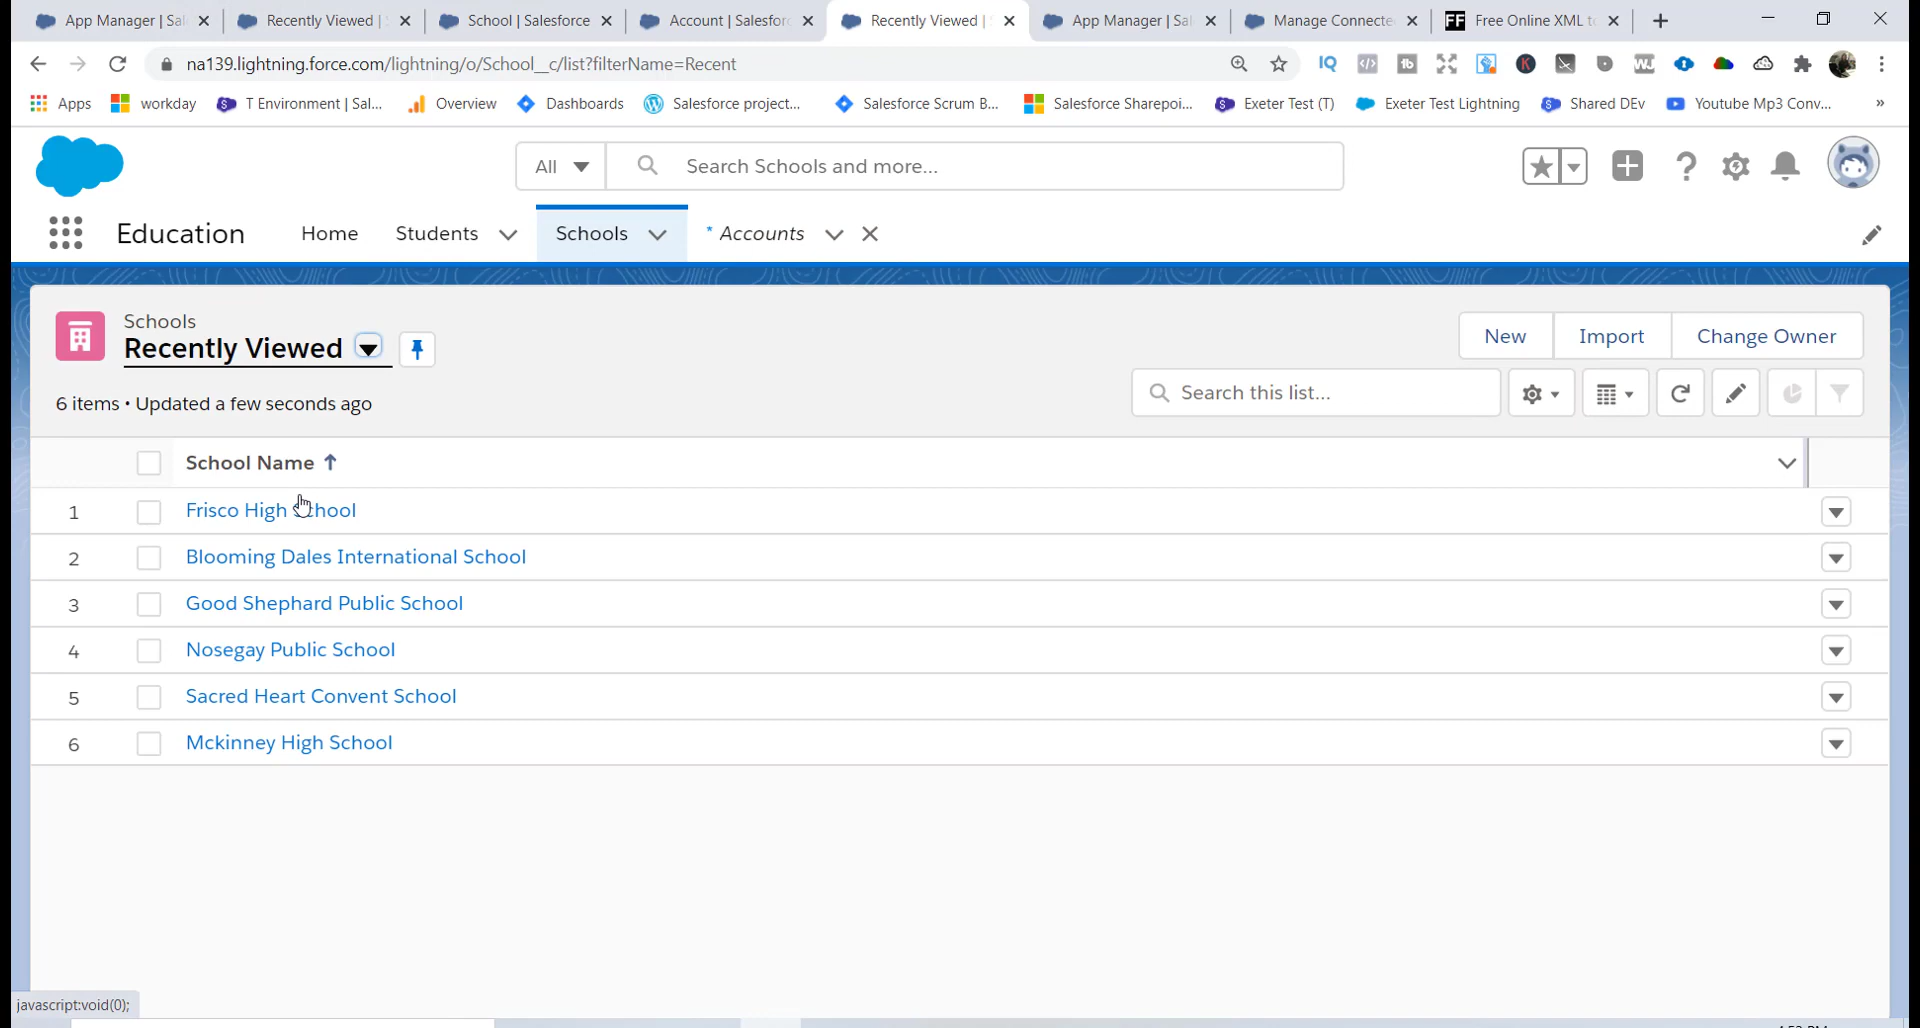 App Manager | Sal
Recently Viewed |
School | Salesforce
Account | Salesforc
Recently Viewed |
App Manager | Sal
Manage Connecte
FF Free Online XML to
na139.lightning.force.com/lightning/o/School__c/list?filterName=Recent
Apps
workday
T Environment | Sal...
Overview
Dashboards
Salesforce project...
Salesforce Scrum B...
Salesforce Sharepoi...
Exeter Test (T)
Exeter Test Lightning
Shared DEv
Youtube Mp3 Conv...
»
All
Search Schools and more...
Education
Home
Students
Schools
* Accounts
Schools
Recently Viewed
New
Import
Change Owner
6 items • Updated a few seconds ago
Search this list...
School Name
1 Frisco High School
2 Blooming Dales International School
3 Good Shephard Public School
4 Nosegay Public School
5 Sacred Heart Convent School
6 Mckinney High School
javascript:void(0);